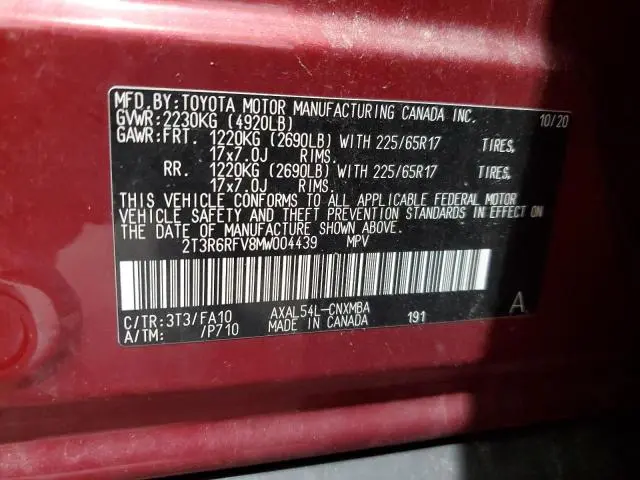 MFD.BY:TOYOTA MOTOR MANUFACTURING CANADA INC. 10/20
GVWR:2230KG (4920LB)
GAWR:FRT. 1220KG (2690LB) WITH 225/65R17 TIRES,
17x7.0J RIMS.
RR. 1220KG (2690LB) WITH 225/65R17 TIRES,
17x7.0J RIMS.
THIS VEHICLE CONFORMS TO ALL APPLICABLE FEDERAL MOTOR
VEHICLE SAFETY AND THEFT PREVENTION STANDARDS IN EFFECT ON
THE DATE OF MANUFACTURE SHOWN ABOVE.
2T3R6RFV8MW004439 MPV
C/TR:3T3/FA10 AXAL54L-CNXMBA A
A/TM: /P710 MADE IN CANADA 191